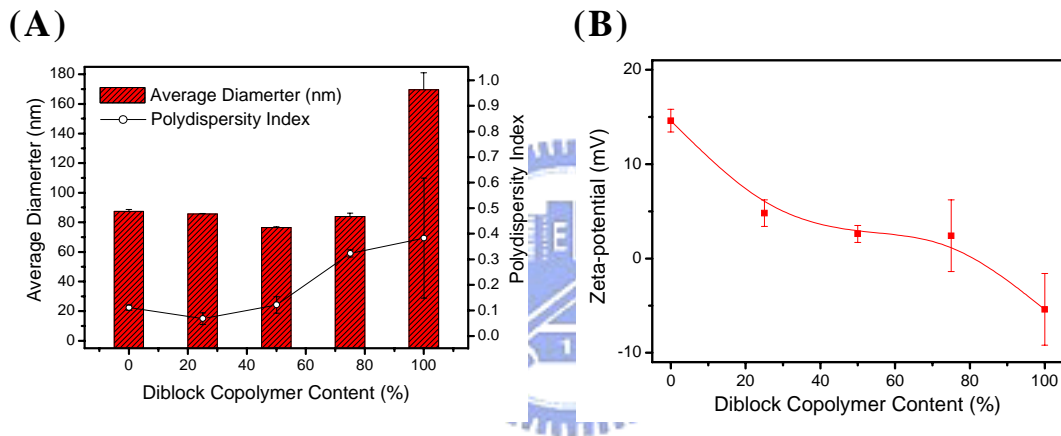 (A)
180
160
140
120
100
80
60
40
20
0
Average Diameter (nm)
Average Diamerter (nm)
Polydispersity Index
1.0
0.9
0.8
0.7
0.6
0.5
0.4
0.3
0.2
0.1
0.0
Polydispersity Index
0 20 40 60 80 100
Diblock Copolymer Content (%)
(B)
20
10
0
-10
Zeta-potential (mV)
0 20 40 60 80 100
Diblock Copolymer Content (%)
E
1